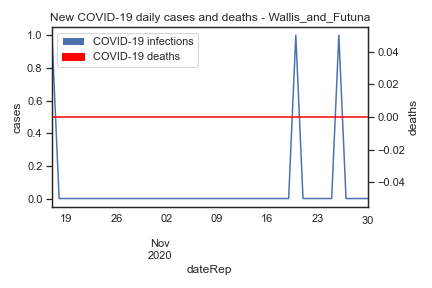 New COVID-19 daily cases and deaths - Wallis_and_Futuna
COVID-19 infections
COVID-19 deaths
cases
1.0
0.8
0.6
0.4
0.2
0.0
deaths
0.04
0.02
0.00
−0.02
−0.04
19 26 02 09 16 23 30
Nov
2020
dateRep